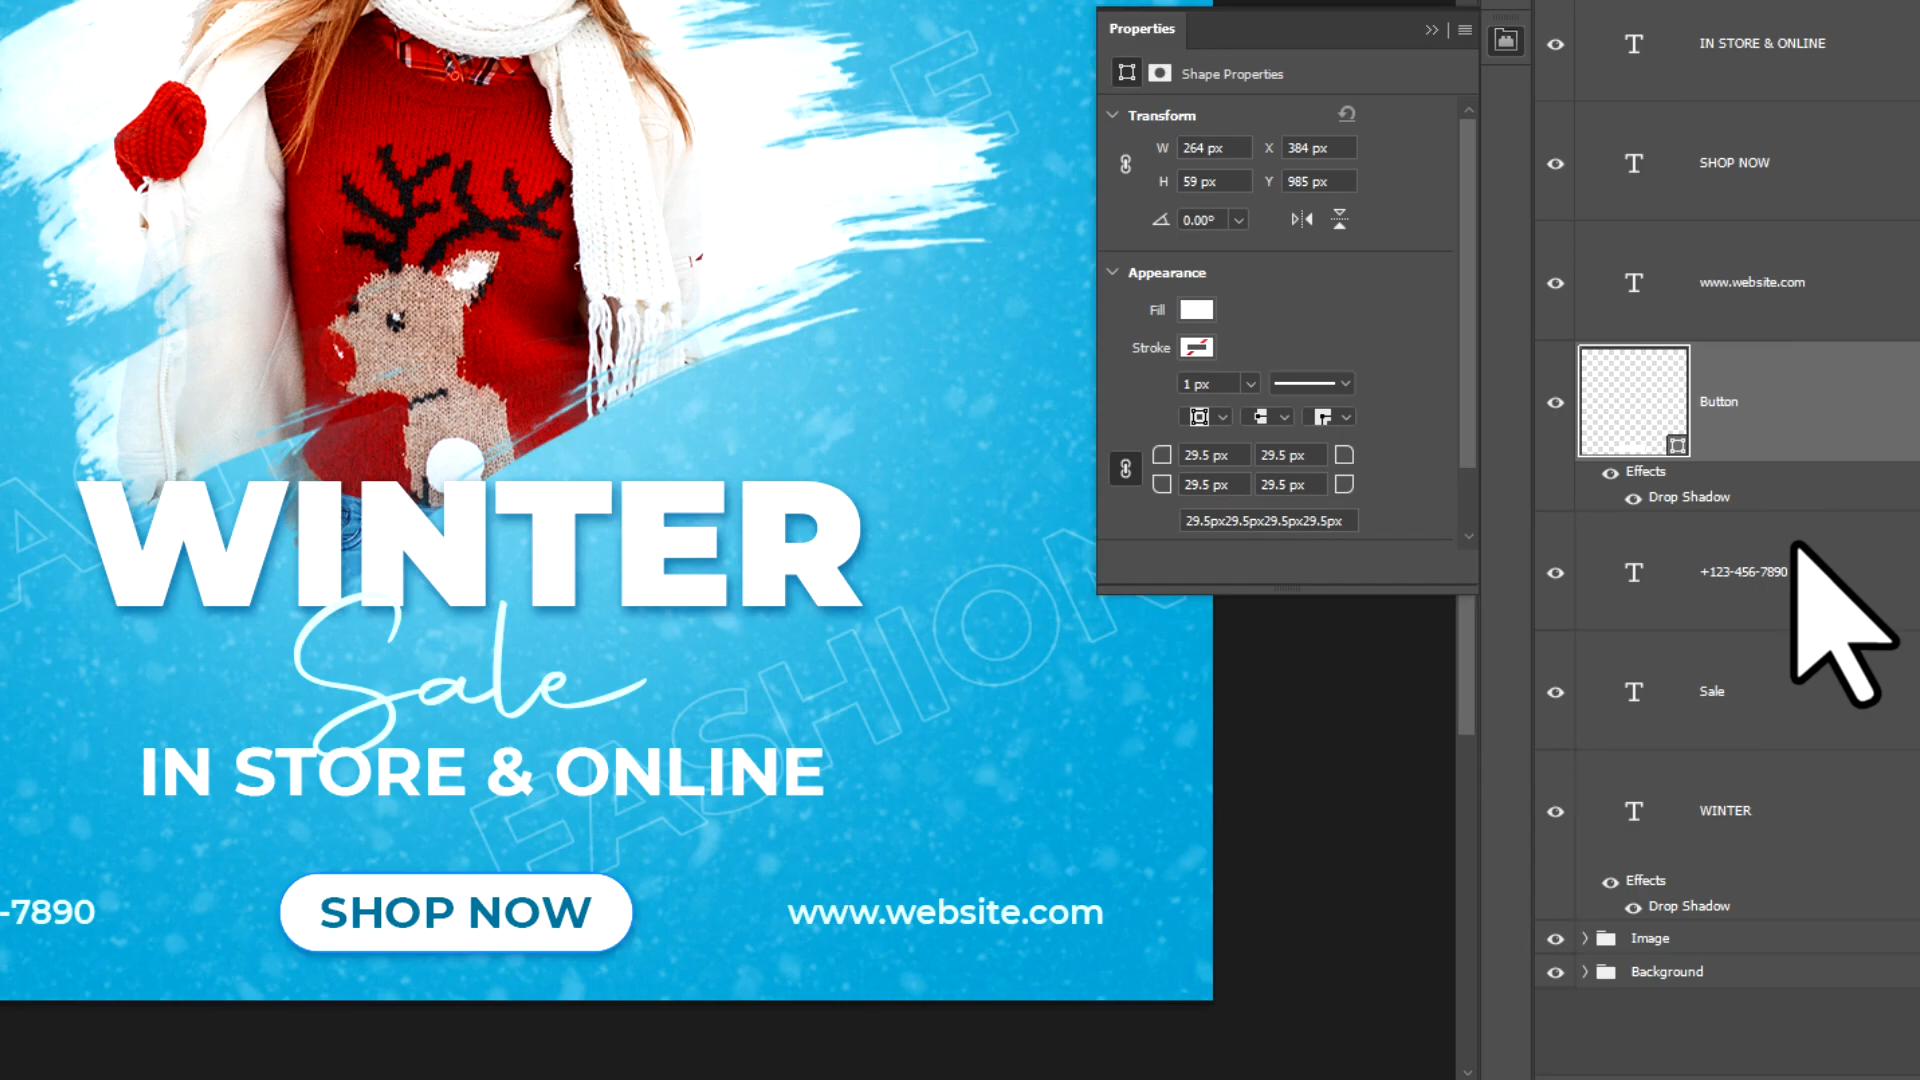 WINTER
Sale
IN STORE & ONLINE
FASHION
-7890
SHOP NOW
www.website.com
Properties
Shape Properties
Transform
W 264 px X 384 px
H 59 px Y 985 px
0.00°
Appearance
Fill
Stroke
1 px
29.5 px 29.5 px
29.5 px 29.5 px
29.5px29.5px29.5px29.5px
IN STORE & ONLINE
SHOP NOW
www.website.com
Button
Effects
Drop Shadow
+123-456-7890
Sale
WINTER
Effects
Drop Shadow
Image
Background